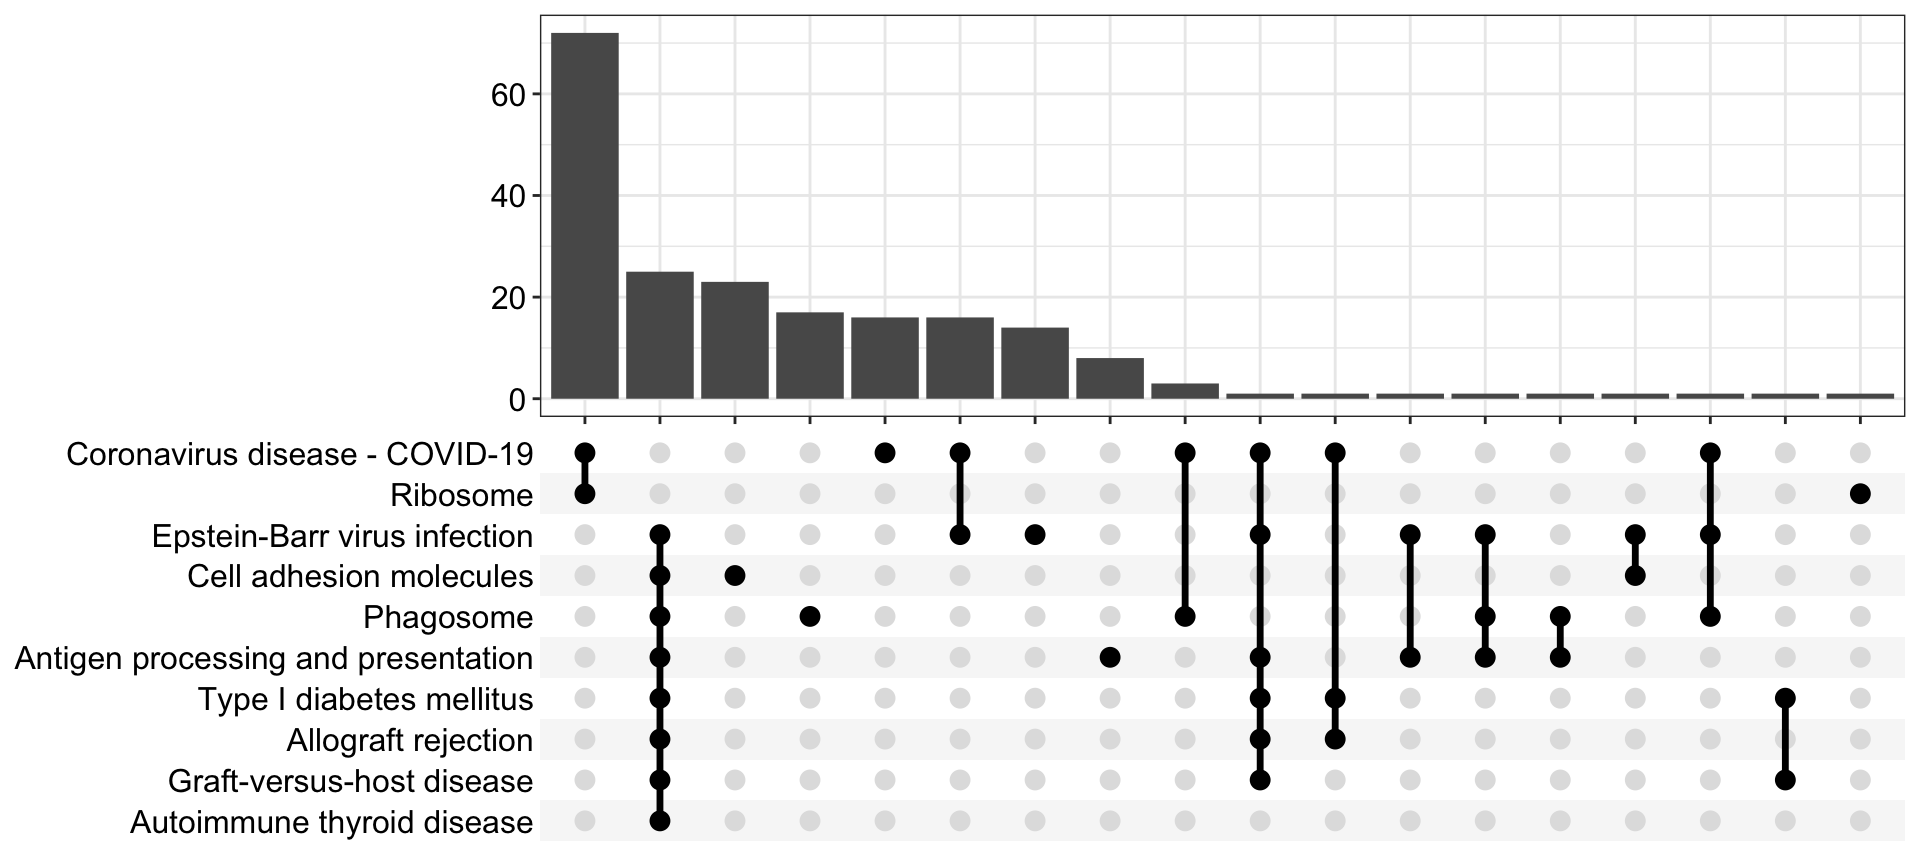 60
40
20
0
Coronavirus disease - COVID-19
Ribosome
Epstein-Barr virus infection
Cell adhesion molecules
Phagosome
Antigen processing and presentation
Type I diabetes mellitus
Allograft rejection
Graft-versus-host disease
Autoimmune thyroid disease